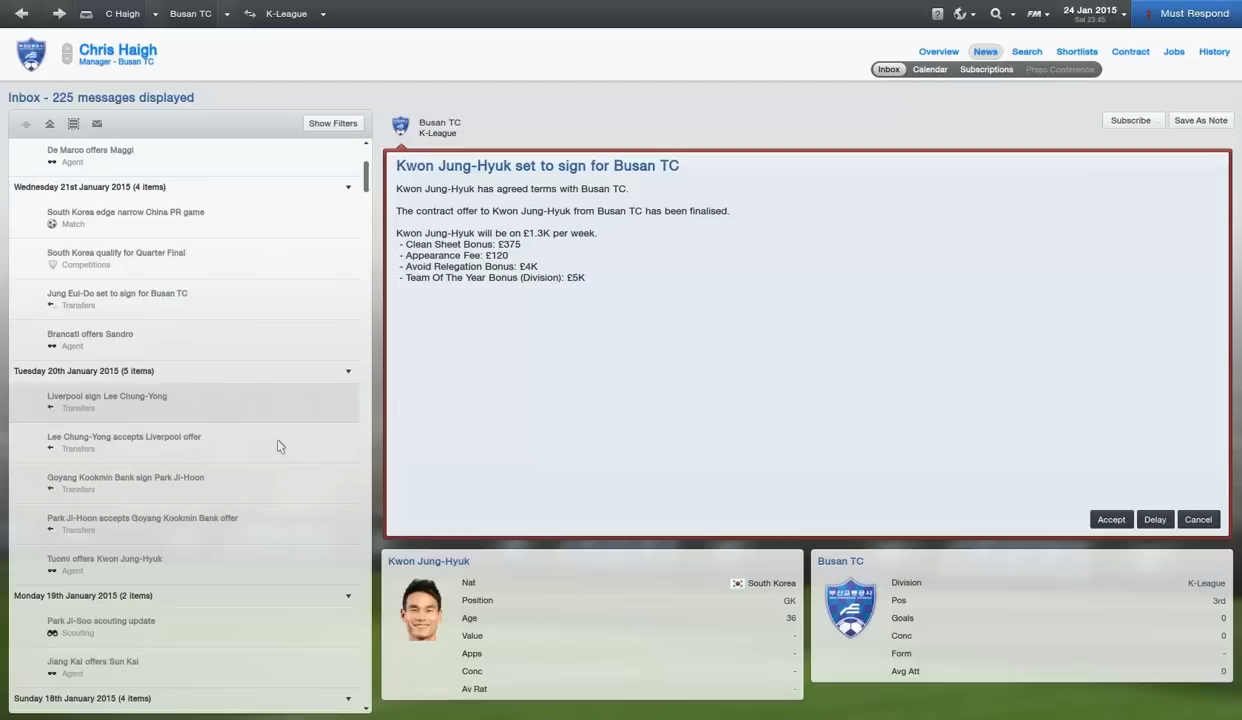 C Haigh
Busan TC
K-League
FM
24 Jan 2015
Sat 23:45
Must Respond
Chris Haigh
Manager - Busan TC
Overview
News
Search
Shortlists
Contract
Jobs
History
Inbox
Calendar
Subscriptions
Press Conference
Inbox - 225 messages displayed
Show Filters
De Marco offers Maggi
Agent
Wednesday 21st January 2015 (4 items)
South Korea edge narrow China PR game
Match
South Korea qualify for Quarter Final
Competitions
Jung Eui-Do set to sign for Busan TC
Transfers
Brancati offers Sandro
Agent
Tuesday 20th January 2015 (5 items)
Liverpool sign Lee Chung-Yong
Transfers
Lee Chung-Yong accepts Liverpool offer
Transfers
Goyang Kookmin Bank sign Park Ji-Hoon
Transfers
Park Ji-Hoon accepts Goyang Kookmin Bank offer
Transfers
Tuomi offers Kwon Jung-Hyuk
Agent
Monday 19th January 2015 (2 items)
Park Ji-Soo scouting update
Scouting
Jiang Kai offers Sun Kai
Agent
Sunday 18th January 2015 (4 items)
Busan TC
K-League
Subscribe
Save As Note
Kwon Jung-Hyuk set to sign for Busan TC
Kwon Jung-Hyuk has agreed terms with Busan TC.
The contract offer to Kwon Jung-Hyuk from Busan TC has been finalised.
Kwon Jung-Hyuk will be on £1.3K per week.
- Clean Sheet Bonus: £375
- Appearance Fee: £120
- Avoid Relegation Bonus: £4K
- Team Of The Year Bonus (Division): £5K
Accept
Delay
Cancel
Kwon Jung-Hyuk
Nat South Korea
Position GK
Age 36
Value -
Apps -
Conc -
Av Rat -
Busan TC
Division K-League
Pos 3rd
Goals 0
Conc 0
Form -
Avg Att 0